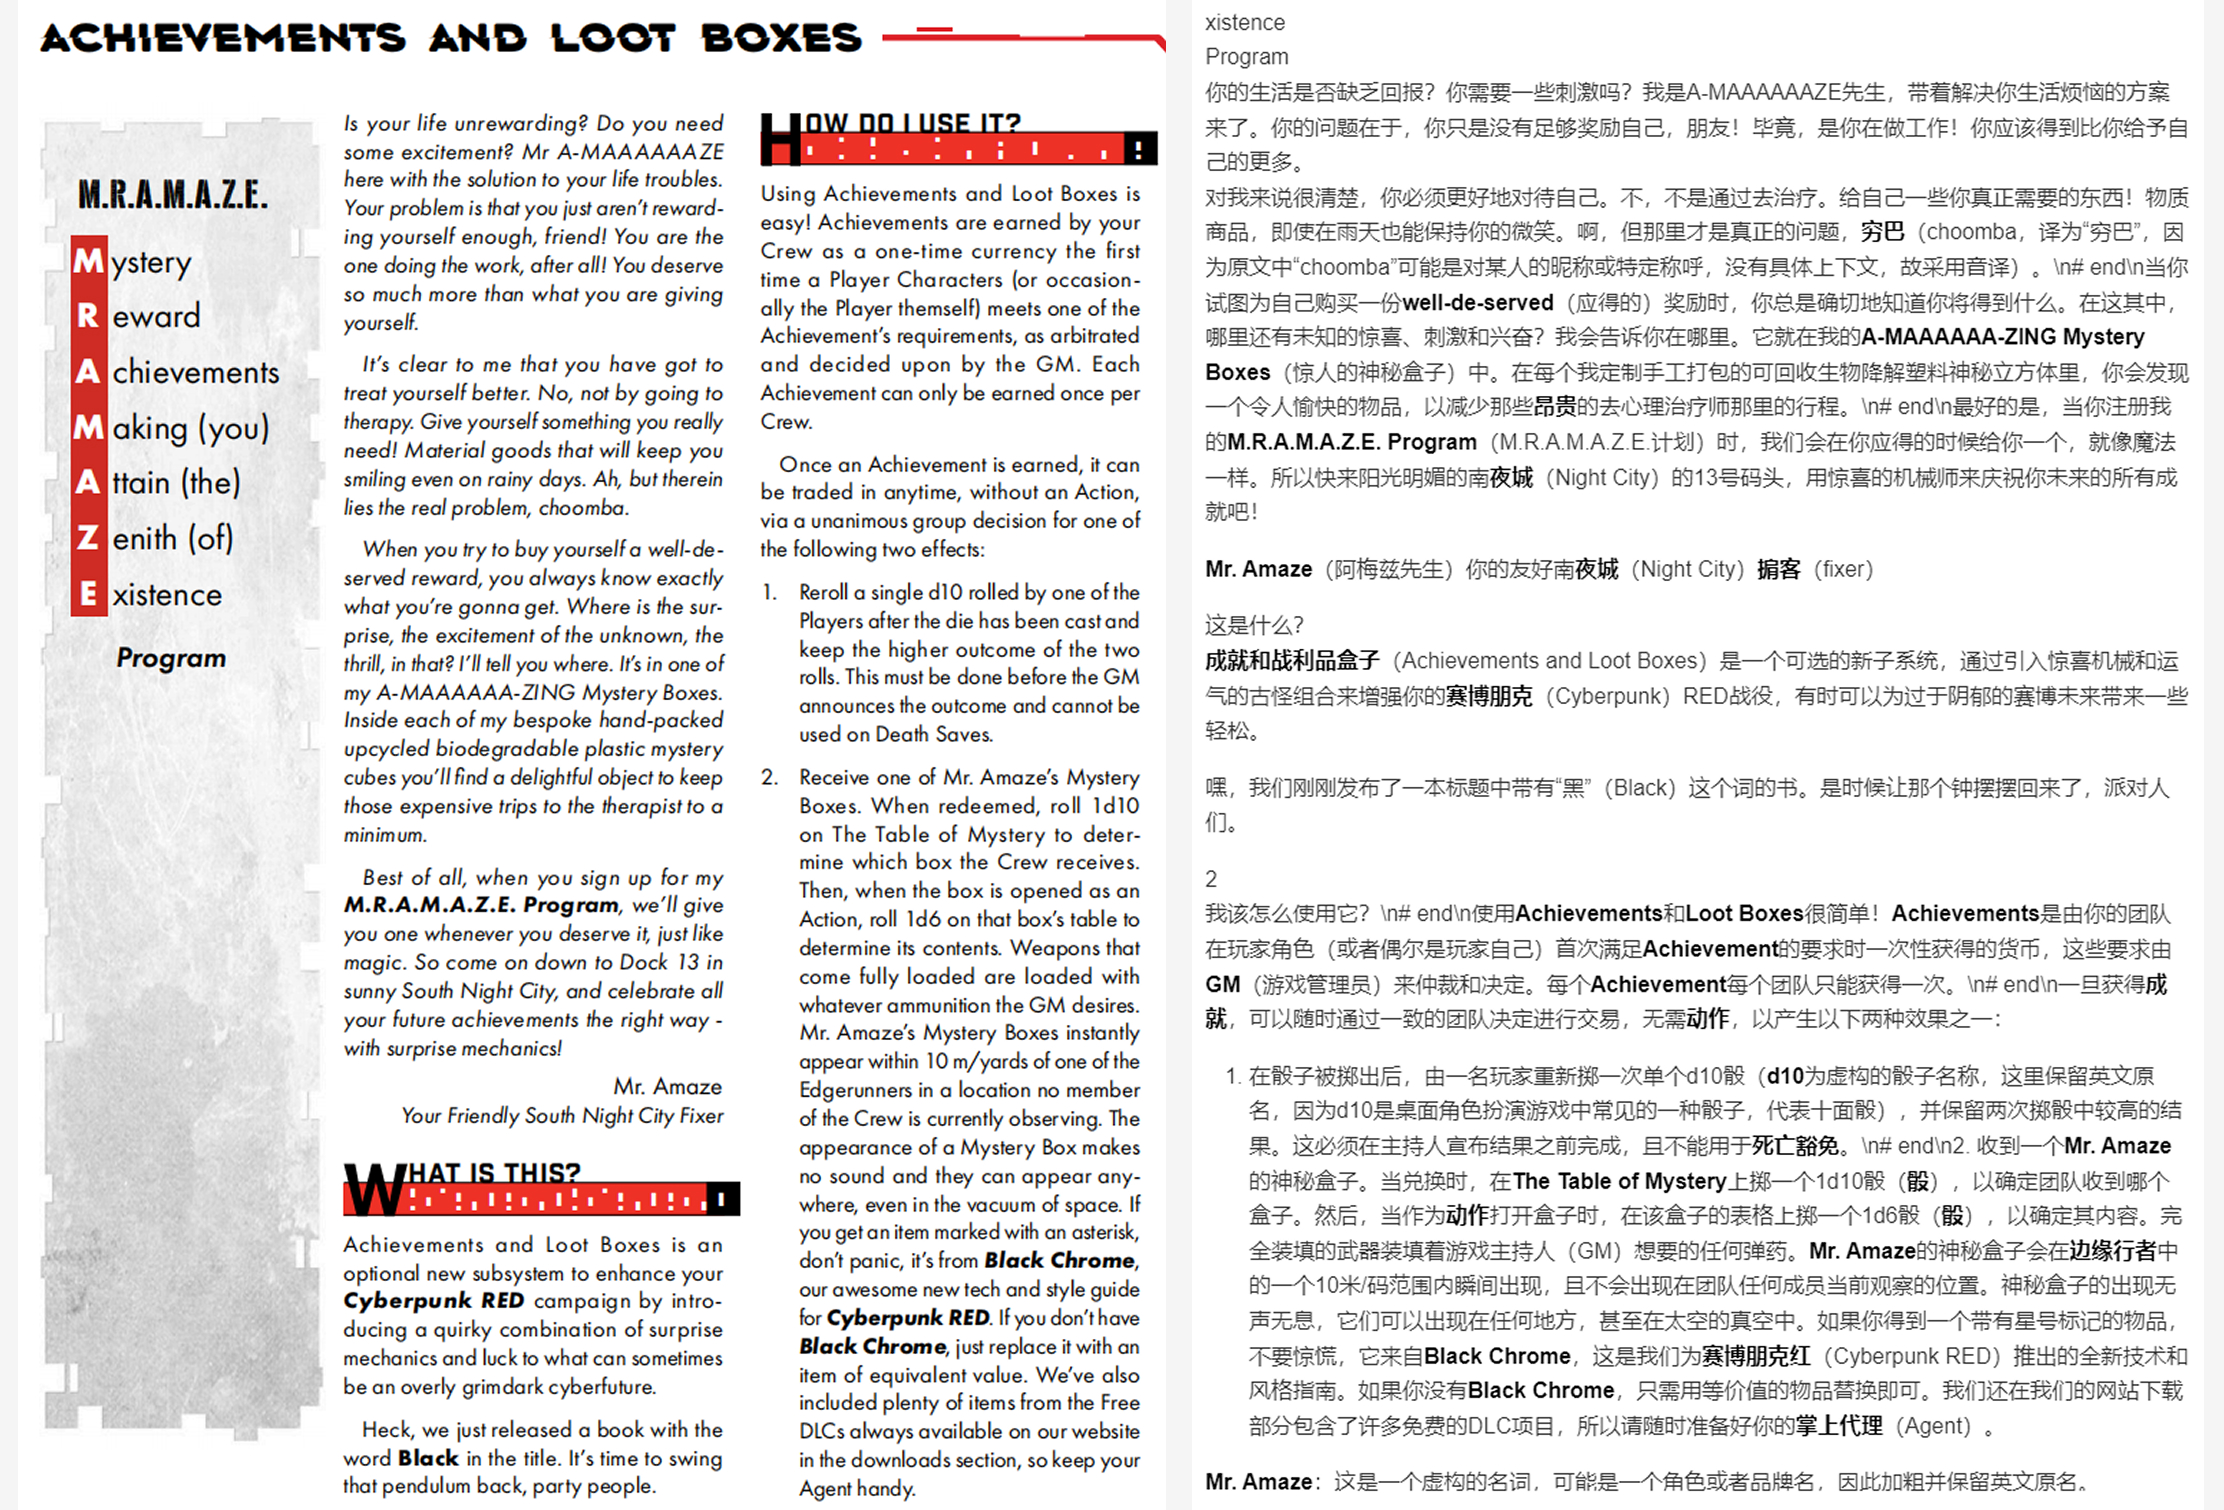 ACHIEVEMENTS AND LOOT BOXES
M.R.A.M.A.Z.E.
Mystery
Reward
Achievements
Making (you)
Attain (the)
Zenith (of)
Existence
Program
Is your life unrewarding? Do you need
some excitement? Mr A-MAAAAAAZE
here with the solution to your life troubles.
Your problem is that you just aren't reward-
ing yourself enough, friend! You are the
one doing the work, after all! You deserve
so much more than what you are giving
yourself.
It's clear to me that you have got to
treat yourself better. No, not by going to
therapy. Give yourself something you really
need! Material goods that will keep you
smiling even on rainy days. Ah, but therein
lies the real problem, choomba.
When you try to buy yourself a well-de-
served reward, you always know exactly
what you're gonna get. Where is the sur-
prise, the excitement of the unknown, the
thrill, in that? I'll tell you where. It's in one of
my A-MAAAAAA-ZING Mystery Boxes.
Inside each of my bespoke hand-packed
upcycled biodegradable plastic mystery
cubes you'll find a delightful object to keep
those expensive trips to the therapist to a
minimum.
Best of all, when you sign up for my
M.R.A.M.A.Z.E. Program, we'll give
you one whenever you deserve it, just like
magic. So come on down to Dock 13 in
sunny South Night City, and celebrate all
your future achievements the right way -
with surprise mechanics!
Mr. Amaze
Your Friendly South Night City Fixer
WHAT IS THIS?
Achievements and Loot Boxes is an
optional new subsystem to enhance your
Cyberpunk RED campaign by intro-
ducing a quirky combination of surprise
mechanics and luck to what can sometimes
be an overly grimdark cyberfuture.
Heck, we just released a book with the
word Black in the title. It's time to swing
that pendulum back, party people.
HOW DO I USE IT?
Using Achievements and Loot Boxes is
easy! Achievements are earned by your
Crew as a one-time currency the first
time a Player Characters (or occasion-
ally the Player themself) meets one of the
Achievement's requirements, as arbitrated
and decided upon by the GM. Each
Achievement can only be earned once per
Crew.
Once an Achievement is earned, it can
be traded in anytime, without an Action,
via a unanimous group decision for one of
the following two effects:
1. Reroll a single d10 rolled by one of the
Players after the die has been cast and
keep the higher outcome of the two
rolls. This must be done before the GM
announces the outcome and cannot be
used on Death Saves.
2. Receive one of Mr. Amaze's Mystery
Boxes. When redeemed, roll 1d10
on The Table of Mystery to deter-
mine which box the Crew receives.
Then, when the box is opened as an
Action, roll 1d6 on that box's table to
determine its contents. Weapons that
come fully loaded are loaded with
whatever ammunition the GM desires.
Mr. Amaze's Mystery Boxes instantly
appear within 10 m/yards of one of the
Edgerunners in a location no member
of the Crew is currently observing. The
appearance of a Mystery Box makes
no sound and they can appear any-
where, even in the vacuum of space. If
you get an item marked with an asterisk,
don't panic, it's from Black Chrome,
our awesome new tech and style guide
for Cyberpunk RED. If you don't have
Black Chrome, just replace it with an
item of equivalent value. We've also
included plenty of items from the Free
DLCs always available on our website
in the downloads section, so keep your
Agent handy.
xistence
Program
你的生活是否缺乏回报？你需要一些刺激吗？我是A-MAAAAAAZE先生，带着解决你生活烦恼的方案
来了。你的问题在于，你只是没有足够奖励自己，朋友！毕竟，是你在做工作！你应该得到比你给予自
己的更多。
对我来说很清楚，你必须更好地对待自己。不，不是通过去治疗。给自己一些你真正需要的东西！物质
商品，即使在雨天也能保持你的微笑。啊，但那里才是真正的问题，穷巴（choomba，译为“穷巴”，因
为原文中“choomba”可能是对某人的昵称或特定称呼，没有具体上下文，故采用音译）。\n# end\n当你
试图为自己购买一份well-de-served（应得的）奖励时，你总是确切地知道你将得到什么。在这其中，
哪里还有未知的惊喜、刺激和兴奋？我会告诉你在哪里。它就在我的A-MAAAAAA-ZING Mystery
Boxes（惊人的神秘盒子）中。在每个我定制手工打包的可回收生物降解塑料神秘立方体里，你会发现
一个令人愉快的物品，以减少那些昂贵的去心理治疗师那里的行程。\n# end\n最好的是，当你注册我
的M.R.A.M.A.Z.E. Program（M.R.A.M.A.Z.E.计划）时，我们会在你应得的时候给你一个，就像魔法
一样。所以快来阳光明媚的南夜城（Night City）的13号码头，用惊喜的机械师来庆祝你未来的所有成
就吧！
Mr. Amaze（阿梅兹先生）你的友好南夜城（Night City）掮客（fixer）
这是什么？
成就和战利品盒子（Achievements and Loot Boxes）是一个可选的新子系统，通过引入惊喜机械和运
气的古怪组合来增强你的赛博朋克（Cyberpunk）RED战役，有时可以为过于阴郁的赛博未来带来一些
轻松。
嘿，我们刚刚发布了一本标题中带有“黑”（Black）这个词的书。是时候让那个钟摆摆回来了，派对人
们。
2
我该怎么使用它？\n# end\n使用Achievements和Loot Boxes很简单！Achievements是由你的团队
在玩家角色（或者偶尔是玩家自己）首次满足Achievement的要求时一次性获得的货币，这些要求由
GM（游戏管理员）来仲裁和决定。每个Achievement每个团队只能获得一次。\n# end\n一旦获得成
就，可以随时通过一致的团队决定进行交易，无需动作，以产生以下两种效果之一：
1. 在骰子被掷出后，由一名玩家重新掷一次单个d10骰（d10为虚构的骰子名称，这里保留英文原
名，因为d10是桌面角色扮演游戏中常见的一种骰子，代表十面骰），并保留两次掷骰中较高的结
果。这必须在主持人宣布结果之前完成，且不能用于死亡豁免。\n# end\n2. 收到一个Mr. Amaze
的神秘盒子。当兑换时，在The Table of Mystery上掷一个1d10骰（骰），以确定团队收到哪个
盒子。然后，当作为动作打开盒子时，在该盒子的表格上掷一个1d6骰（骰），以确定其内容。完
全装填的武器装填着游戏主持人（GM）想要的任何弹药。Mr. Amaze的神秘盒子会在边缘行者中
的一个10米/码范围内瞬间出现，且不会出现在团队任何成员当前观察的位置。神秘盒子的出现无
声无息，它们可以出现在任何地方，甚至在太空的真空中。如果你得到一个带有星号标记的物品，
不要惊慌，它来自Black Chrome，这是我们为赛博朋克红（Cyberpunk RED）推出的全新技术和
风格指南。如果你没有Black Chrome，只需用等价值的物品替换即可。我们还在我们的网站下载
部分包含了许多免费的DLC项目，所以请随时准备好你的掌上代理（Agent）。
Mr. Amaze：这是一个虚构的名词，可能是一个角色或者品牌名，因此加粗并保留英文原名。